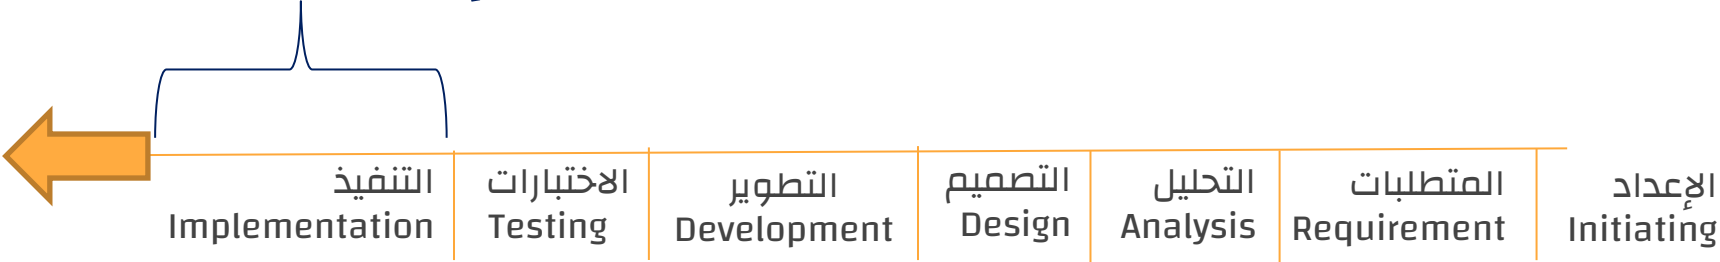 الإعداد
Initiating
المتطلبات
Requirement
التحليل
Analysis
التصميم
Design
التطوير
Development
الاختبارات
Testing
التنفيذ
Implementation